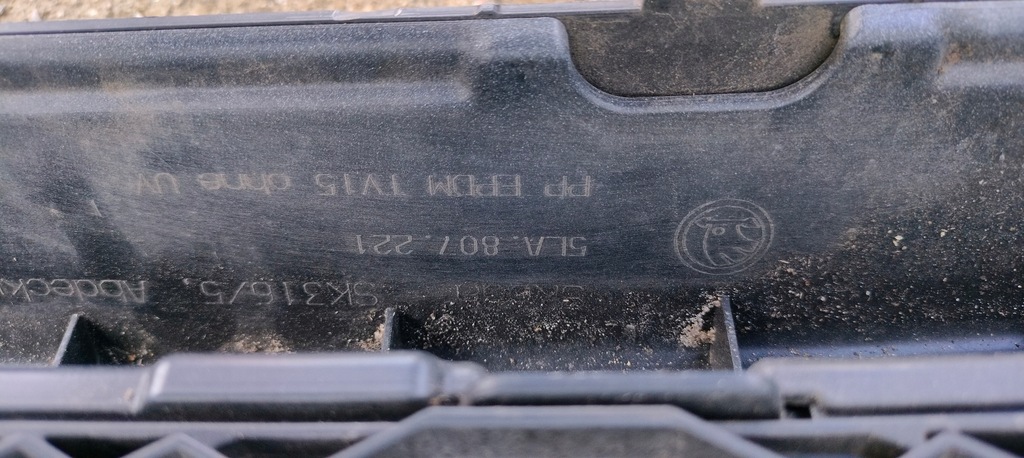 SK316/5, Abdeck
5LA.807.221
PP EPDM TV15 ohne UV